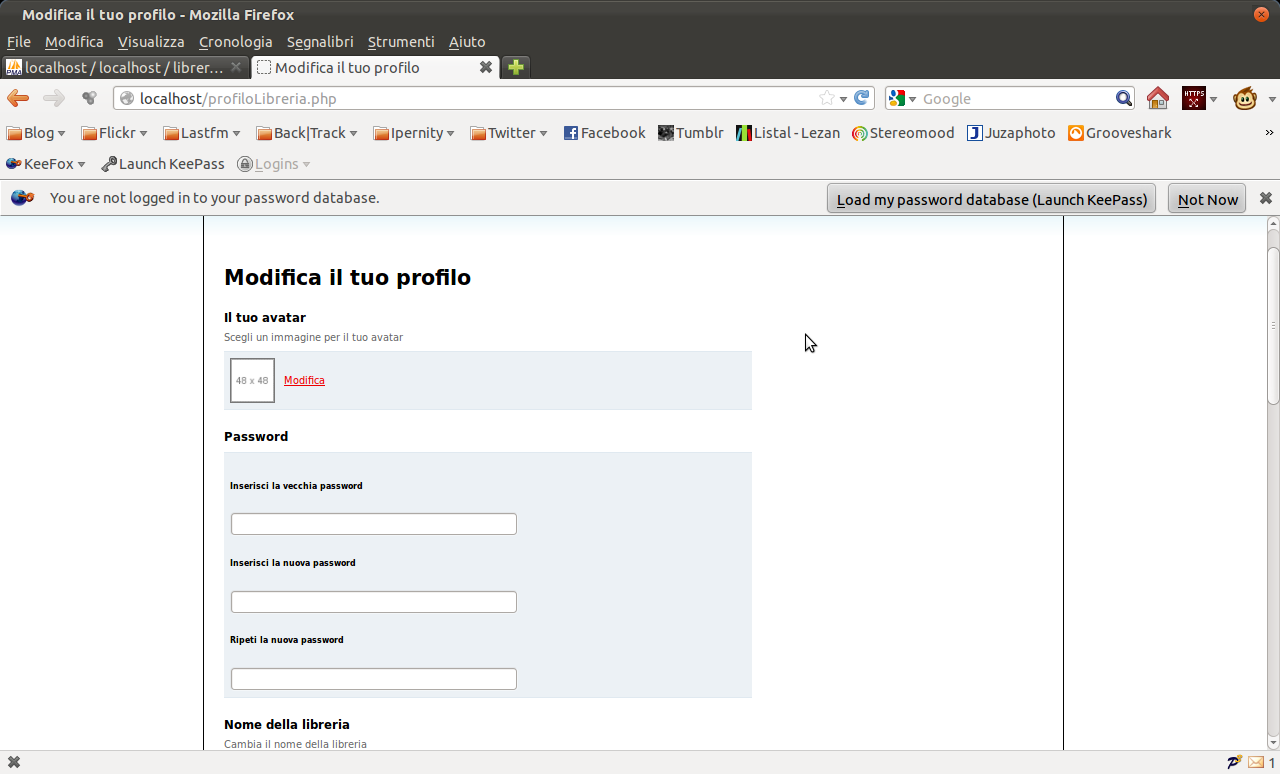 Modifica il tuo profilo - Mozilla Firefox
File Modifica Visualizza Cronologia Segnalibri Strumenti Aiuto
PMA localhost / localhost / librer... Modifica il tuo profilo
localhost/profiloLibreria.php Google HTTPS
Blog Flickr Lastfm Back|Track Ipernity Twitter Facebook Tumblr Listal - Lezan Stereomood Juzaphoto Grooveshark »
KeeFox Launch KeePass Logins
You are not logged in to your password database. Load my password database (Launch KeePass) Not Now
Modifica il tuo profilo
Il tuo avatar
Scegli un immagine per il tuo avatar
48 x 48 Modifica
Password
Inserisci la vecchia password
Inserisci la nuova password
Ripeti la nuova password
Nome della libreria
Cambia il nome della libreria
1